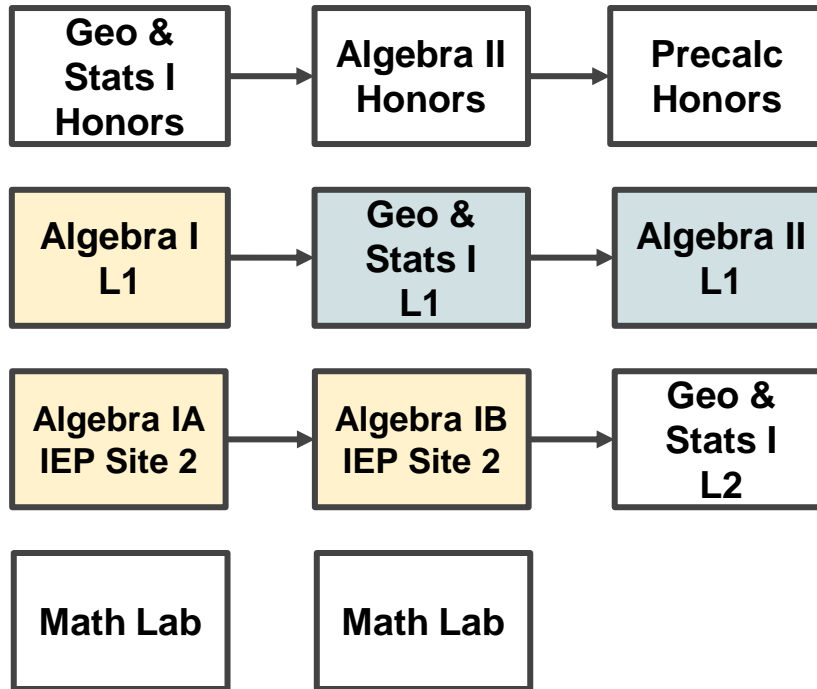 Geo &
Stats I
Honors
Algebra II
Honors
Precalc
Honors
Algebra I
L1
Geo &
Stats I
L1
Algebra II
L1
Algebra IA
IEP Site 2
Algebra IB
IEP Site 2
Geo &
Stats I
L2
Math Lab
Math Lab